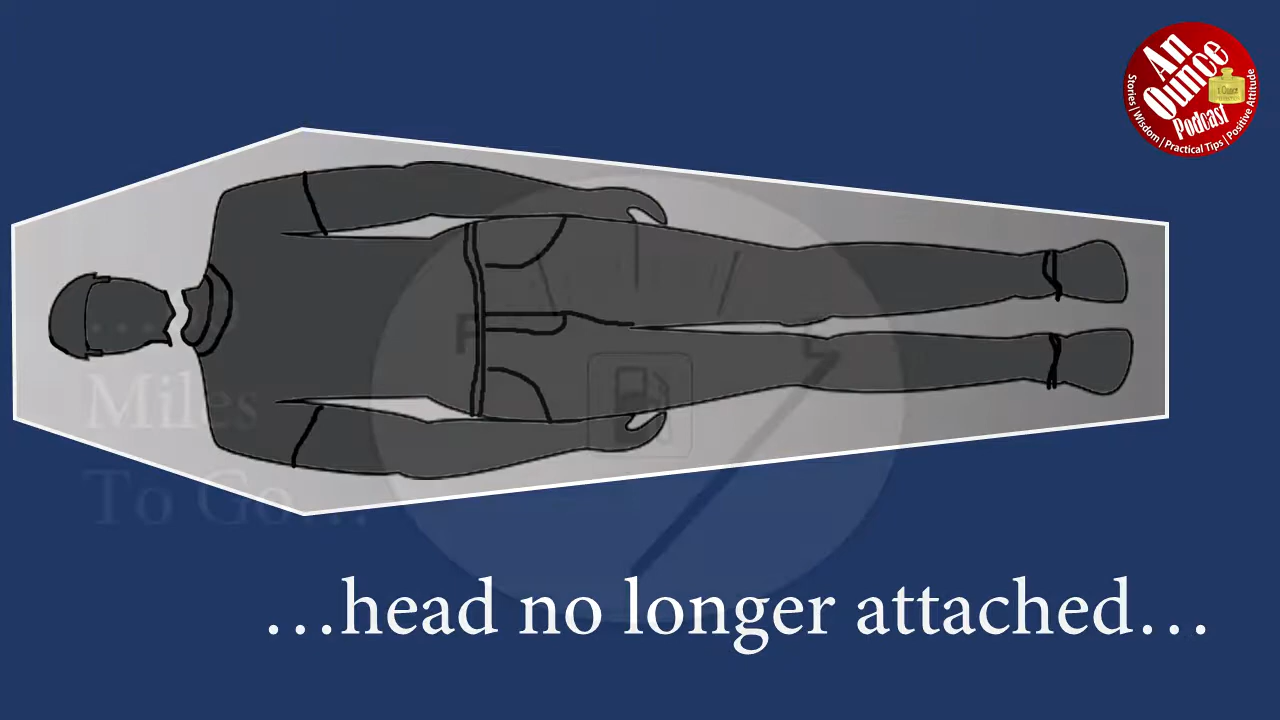 An
Ounce
Podcast
Stories | Wisdom | Practical Tips | Positive Attitude
Miles
To Go...
…head no longer attached…